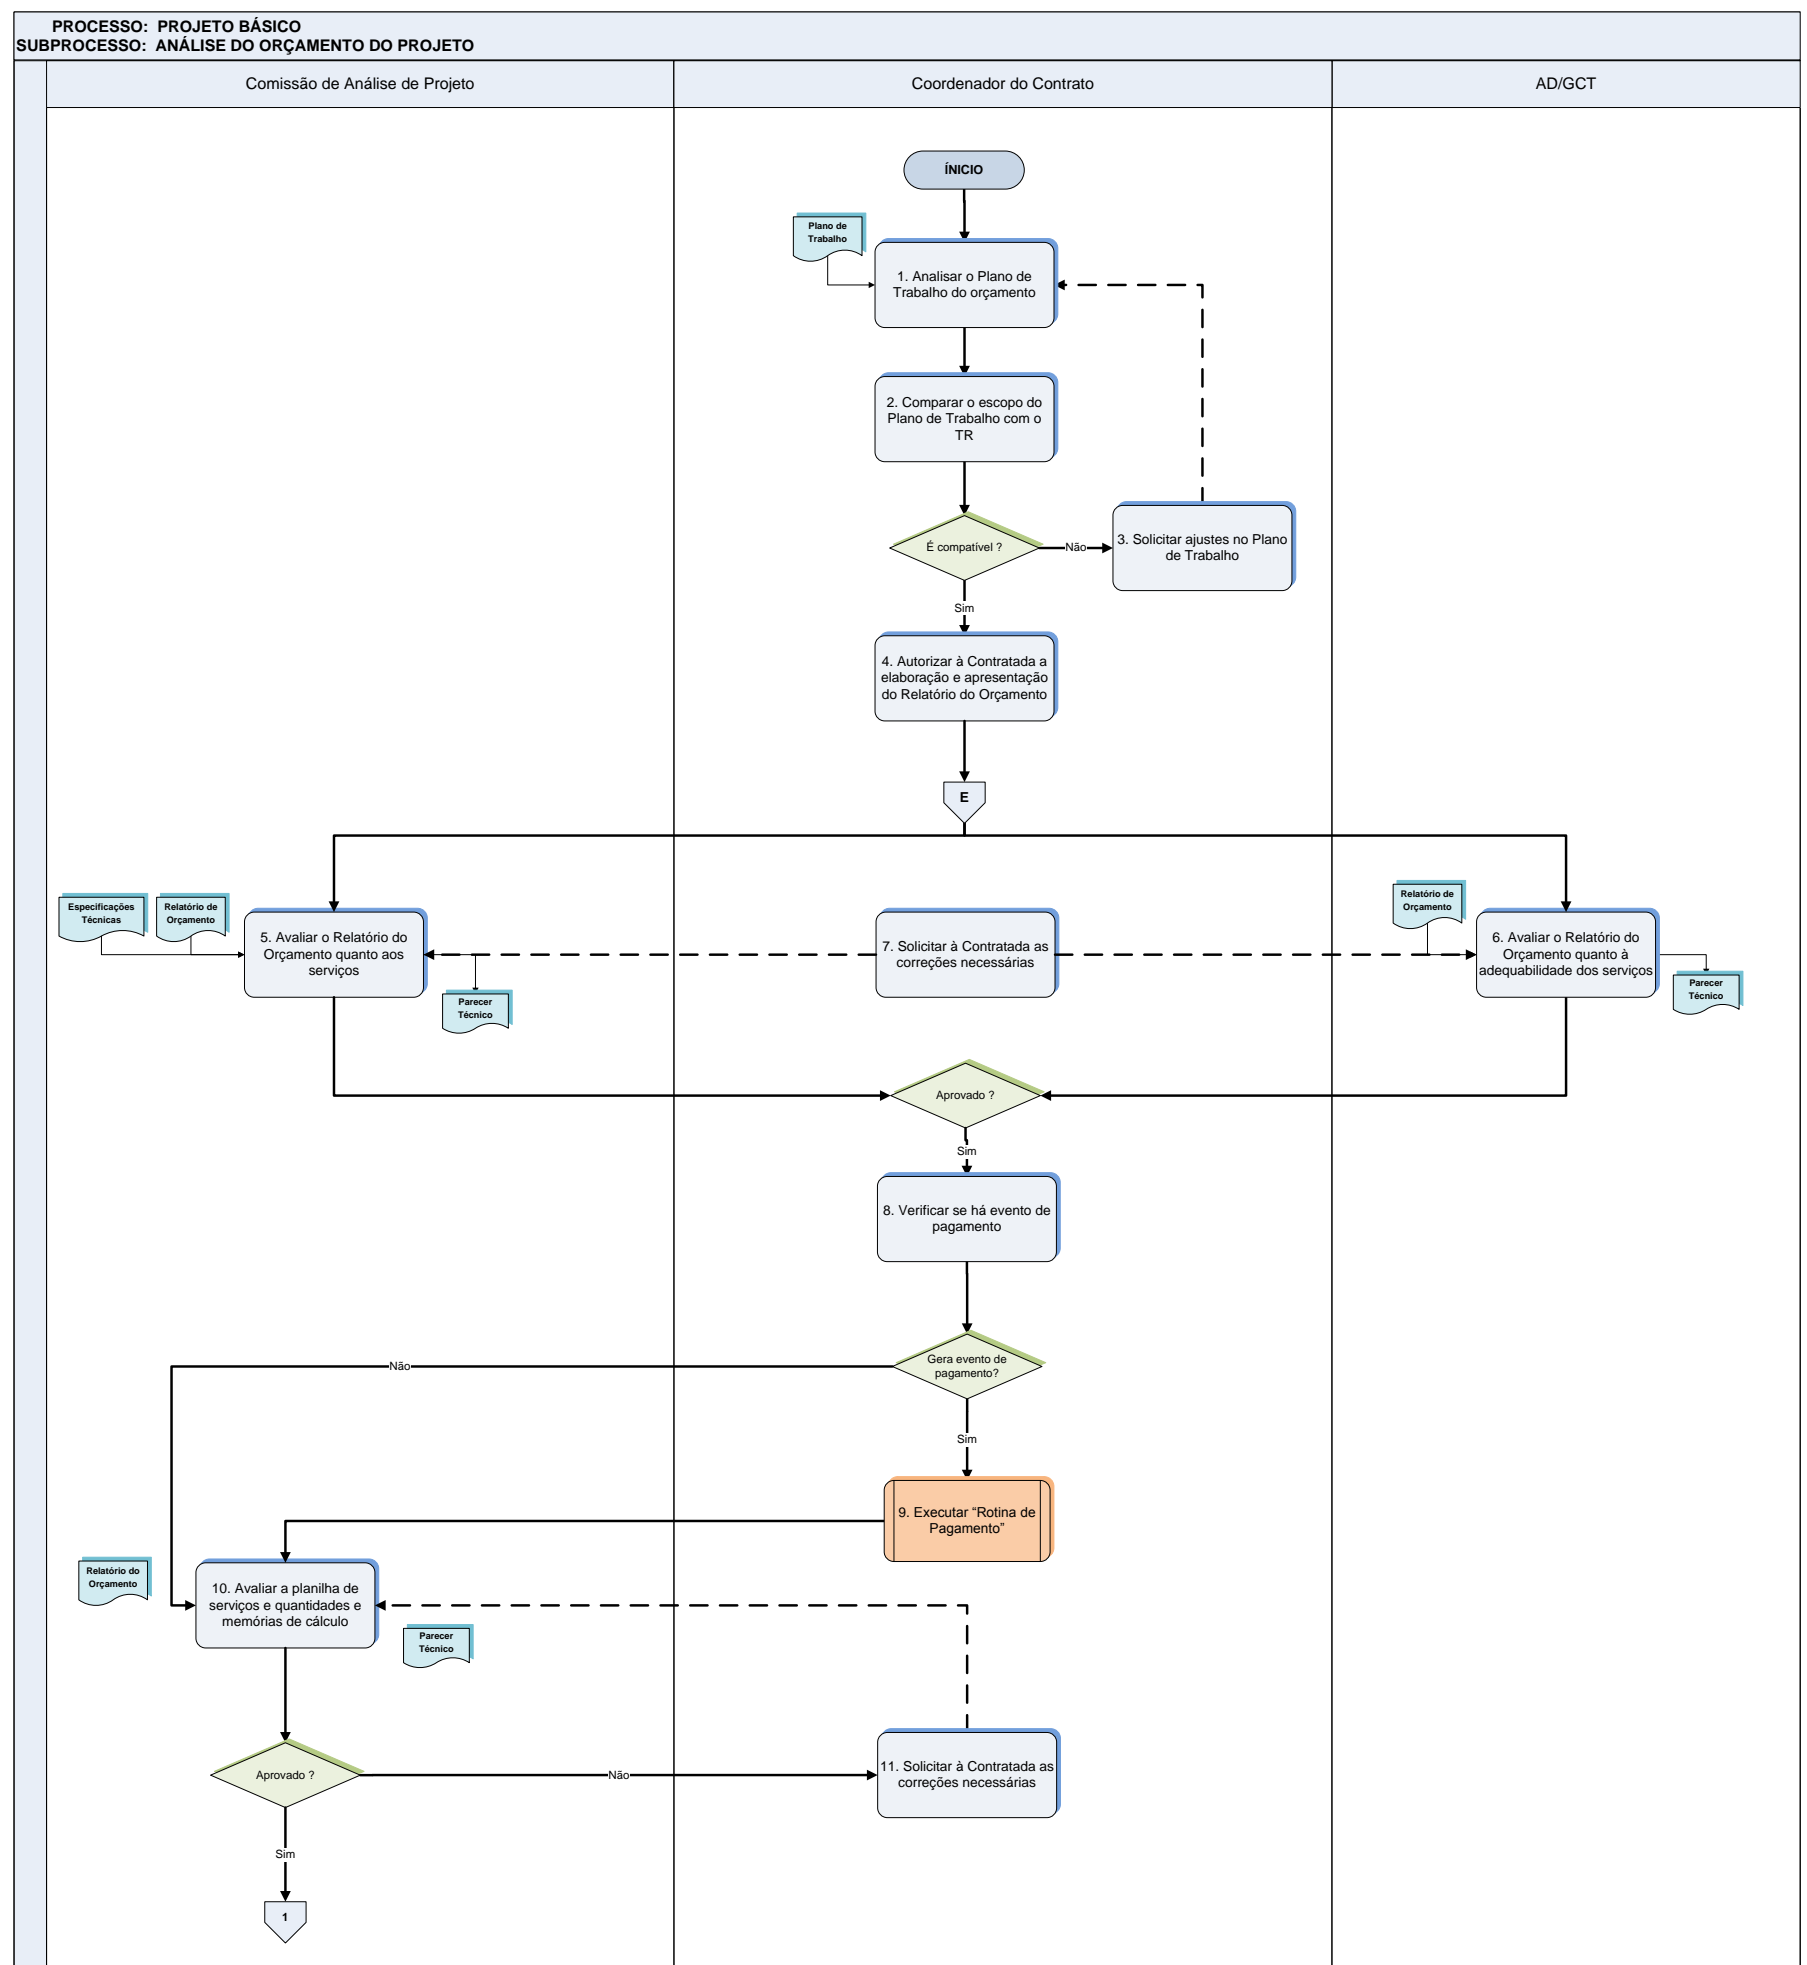 PROCESSO: PROJETO BÁSICO
SUBPROCESSO: ANÁLISE DO ORÇAMENTO DO PROJETO
Comissão de Análise de Projeto
Coordenador do Contrato
AD/GCT
ÍNICIO
Plano de
Trabalho
1. Analisar o Plano de
Trabalho do orçamento
2. Comparar o escopo do
Plano de Trabalho com o
TR
É compatível ?
Não
3. Solicitar ajustes no Plano
de Trabalho
Sim
4. Autorizar à Contratada a
elaboração e apresentação
do Relatório do Orçamento
E
Especificações
Técnicas
Relatório de
Orçamento
5. Avaliar o Relatório do
Orçamento quanto aos
serviços
Parecer
Técnico
7. Solicitar à Contratada as
correções necessárias
Relatório de
Orçamento
6. Avaliar o Relatório do
Orçamento quanto à
adequabilidade dos serviços
Parecer
Técnico
Aprovado ?
Sim
8. Verificar se há evento de
pagamento
Gera evento de
pagamento?
Não
Sim
9. Executar “Rotina de
Pagamento”
Relatório do
Orçamento
10. Avaliar a planilha de
serviços e quantidades e
memórias de cálculo
Parecer
Técnico
Aprovado ?
Não
11. Solicitar à Contratada as
correções necessárias
Sim
1